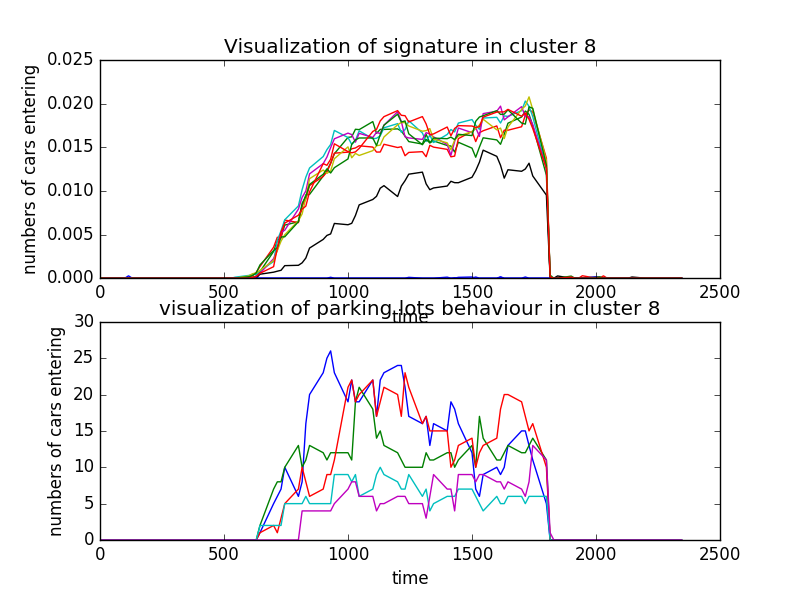 Visualization of signature in cluster 8
numbers of cars entering
0.025
0.020
0.015
0.010
0.005
0.000
0 500 1000 1500 2000 2500
time
visualization of parking lots behaviour in cluster 8
numbers of cars entering
30
25
20
15
10
5
0
0 500 1000 1500 2000 2500
time